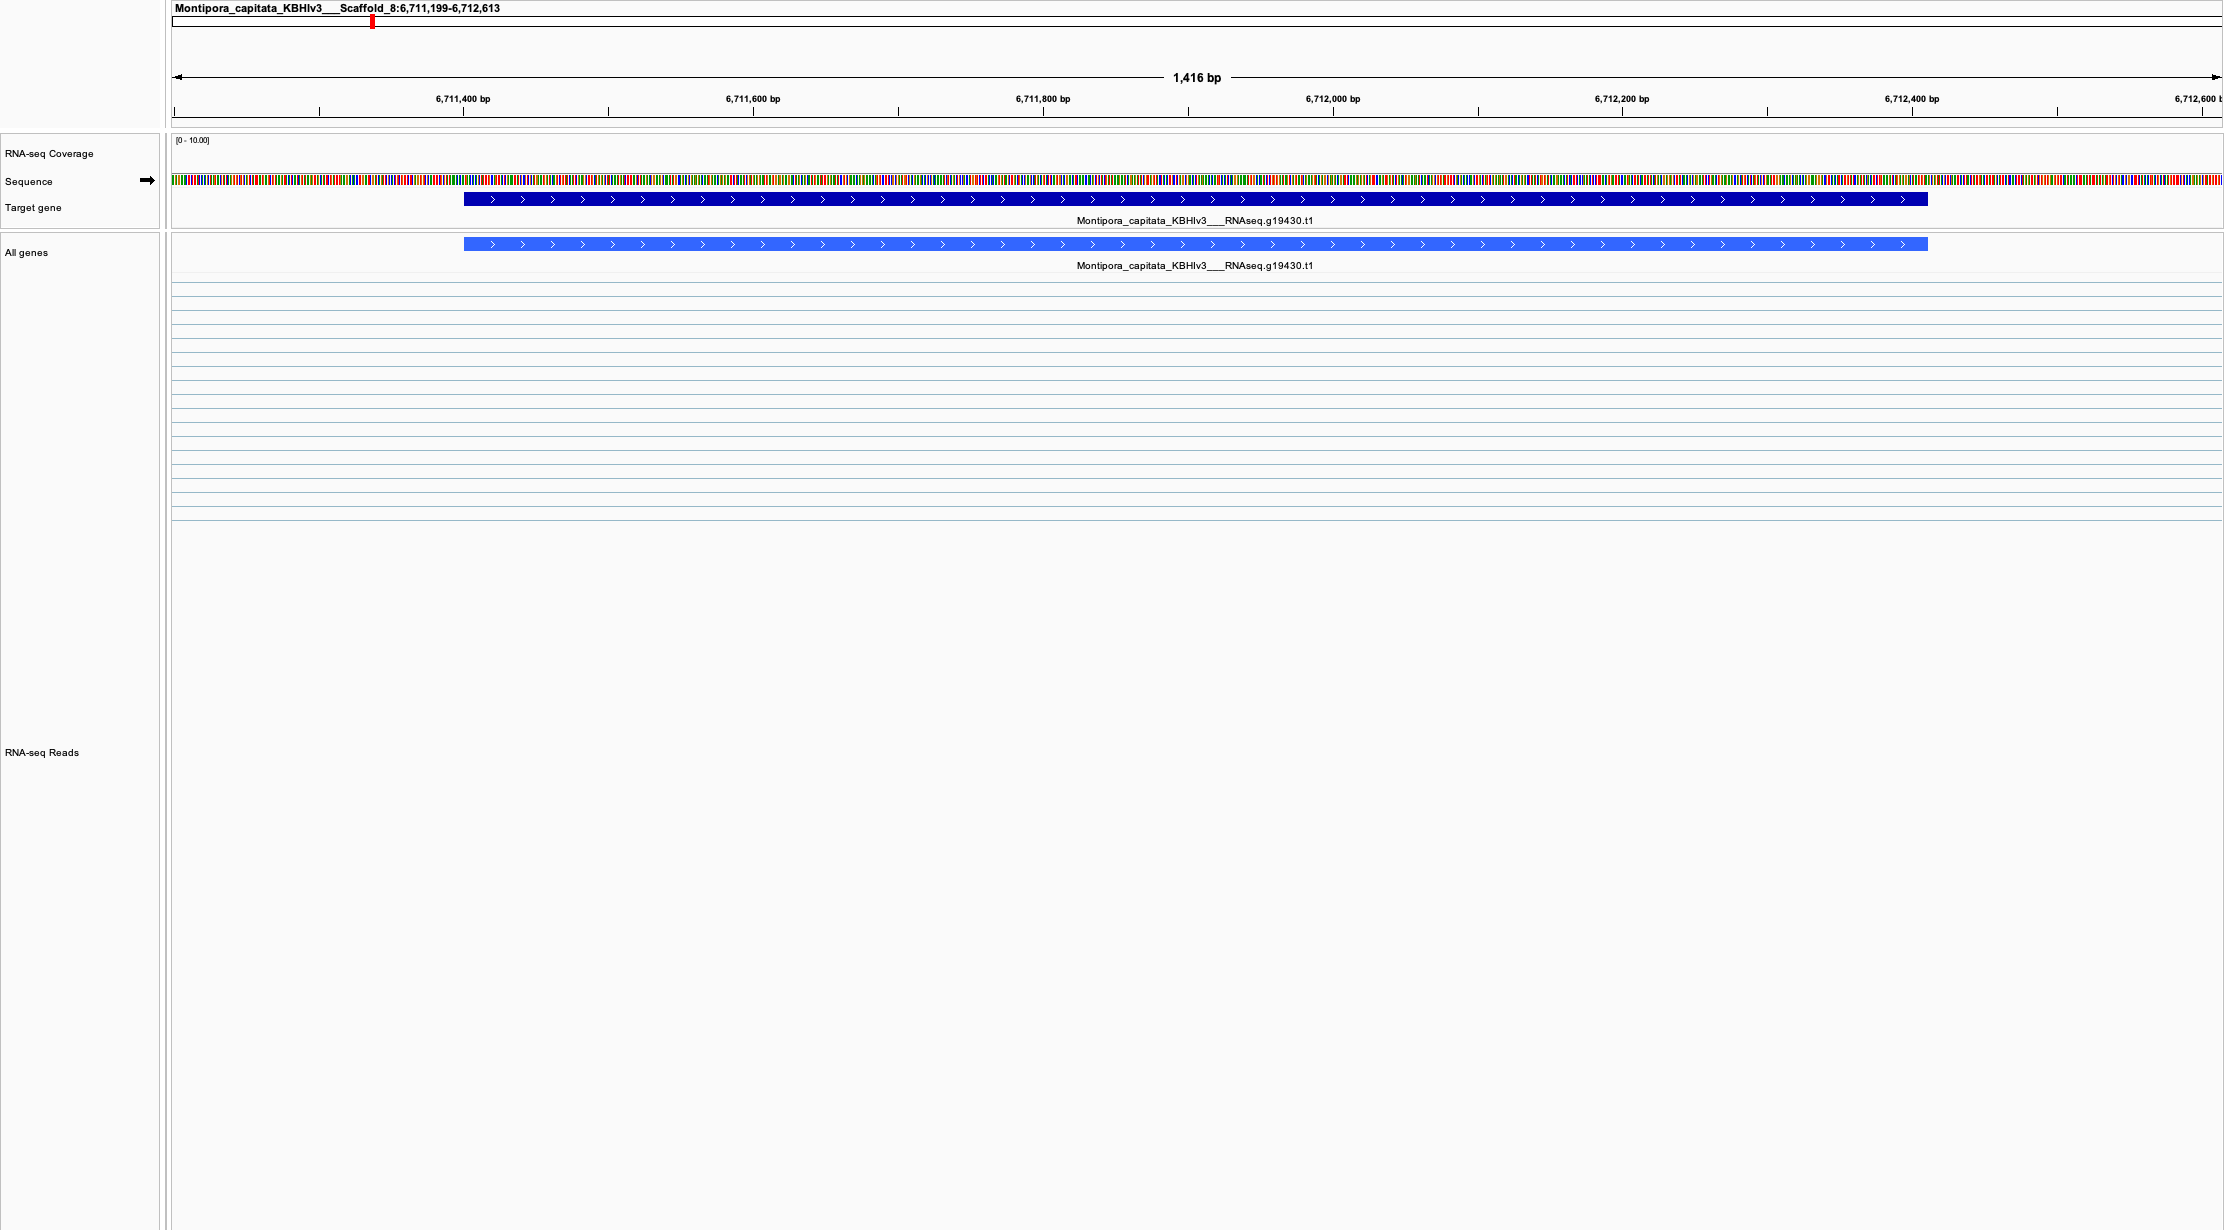 Montipora_capitata_KBHIv3___Scaffold_8:6,711,199-6,712,613
1,416 bp
6,711,400 bp 6,711,600 bp 6,711,800 bp 6,712,000 bp 6,712,200 bp 6,712,400 bp 6,712,600 b
[0 - 10.00]
RNA-seq Coverage
Sequence
Target gene
Montipora_capitata_KBHIv3___RNAseq.g19430.t1
All genes
Montipora_capitata_KBHIv3___RNAseq.g19430.t1
RNA-seq Reads